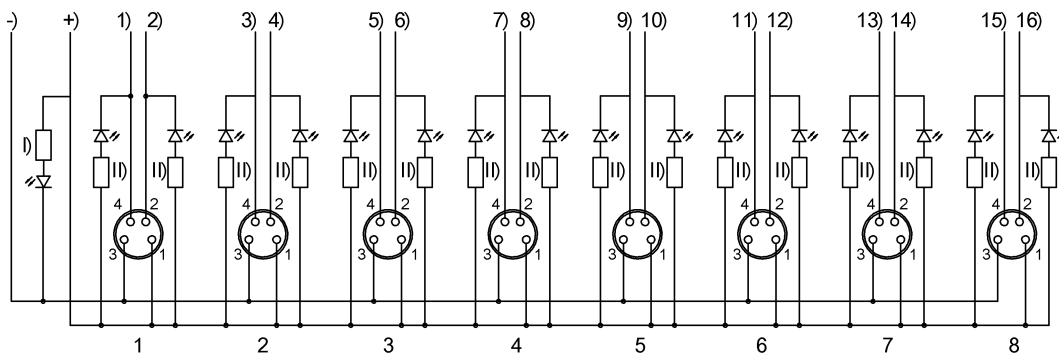 -) +) 1) 2) 3) 4) 5) 6) 7) 8) 9) 10) 11) 12) 13) 14) 15) 16)
I) II) II) II) II) II) II) II) II) II) II) II) II) II) II) II) II)
4 2 4 2 4 2 4 2 4 2 4 2 4 2 4 2
3 1 3 1 3 1 3 1 3 1 3 1 3 1 3 1
1 2 3 4 5 6 7 8